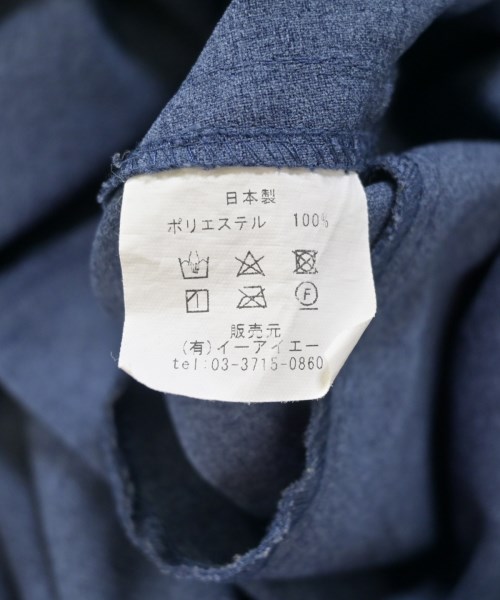 日本製
ポリエステル 100%
F
販売元
(有)イーアイエー
tel:03-3715-0860